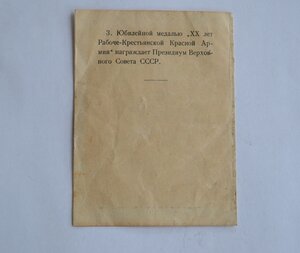 3. Юбилейной медалью „XX лет
Рабоче-Крестьянской Красной Ар-
мии“ награждает Президиум Верхов-
ного Совета СССР.